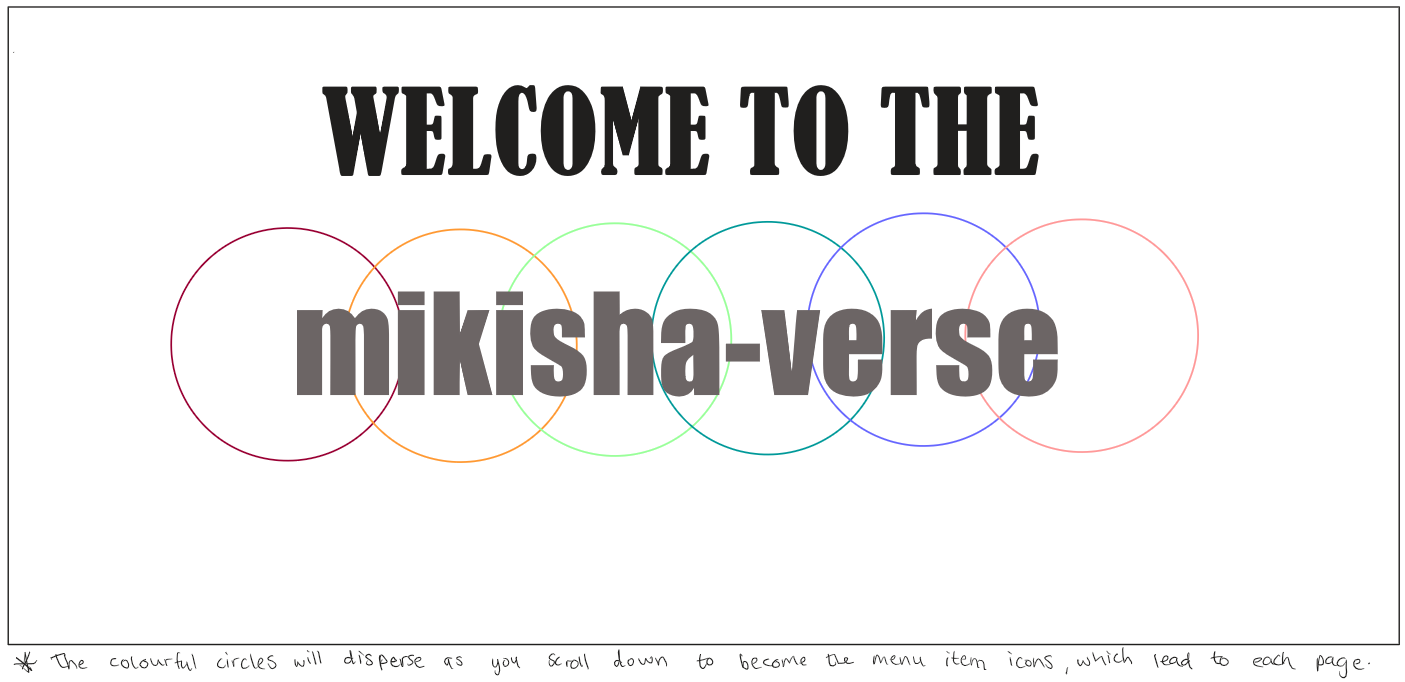 WELCOME TO THE
mikisha-verse
* The colourful circles will disperse as you scroll down to become the menu item icons, which lead to each page.